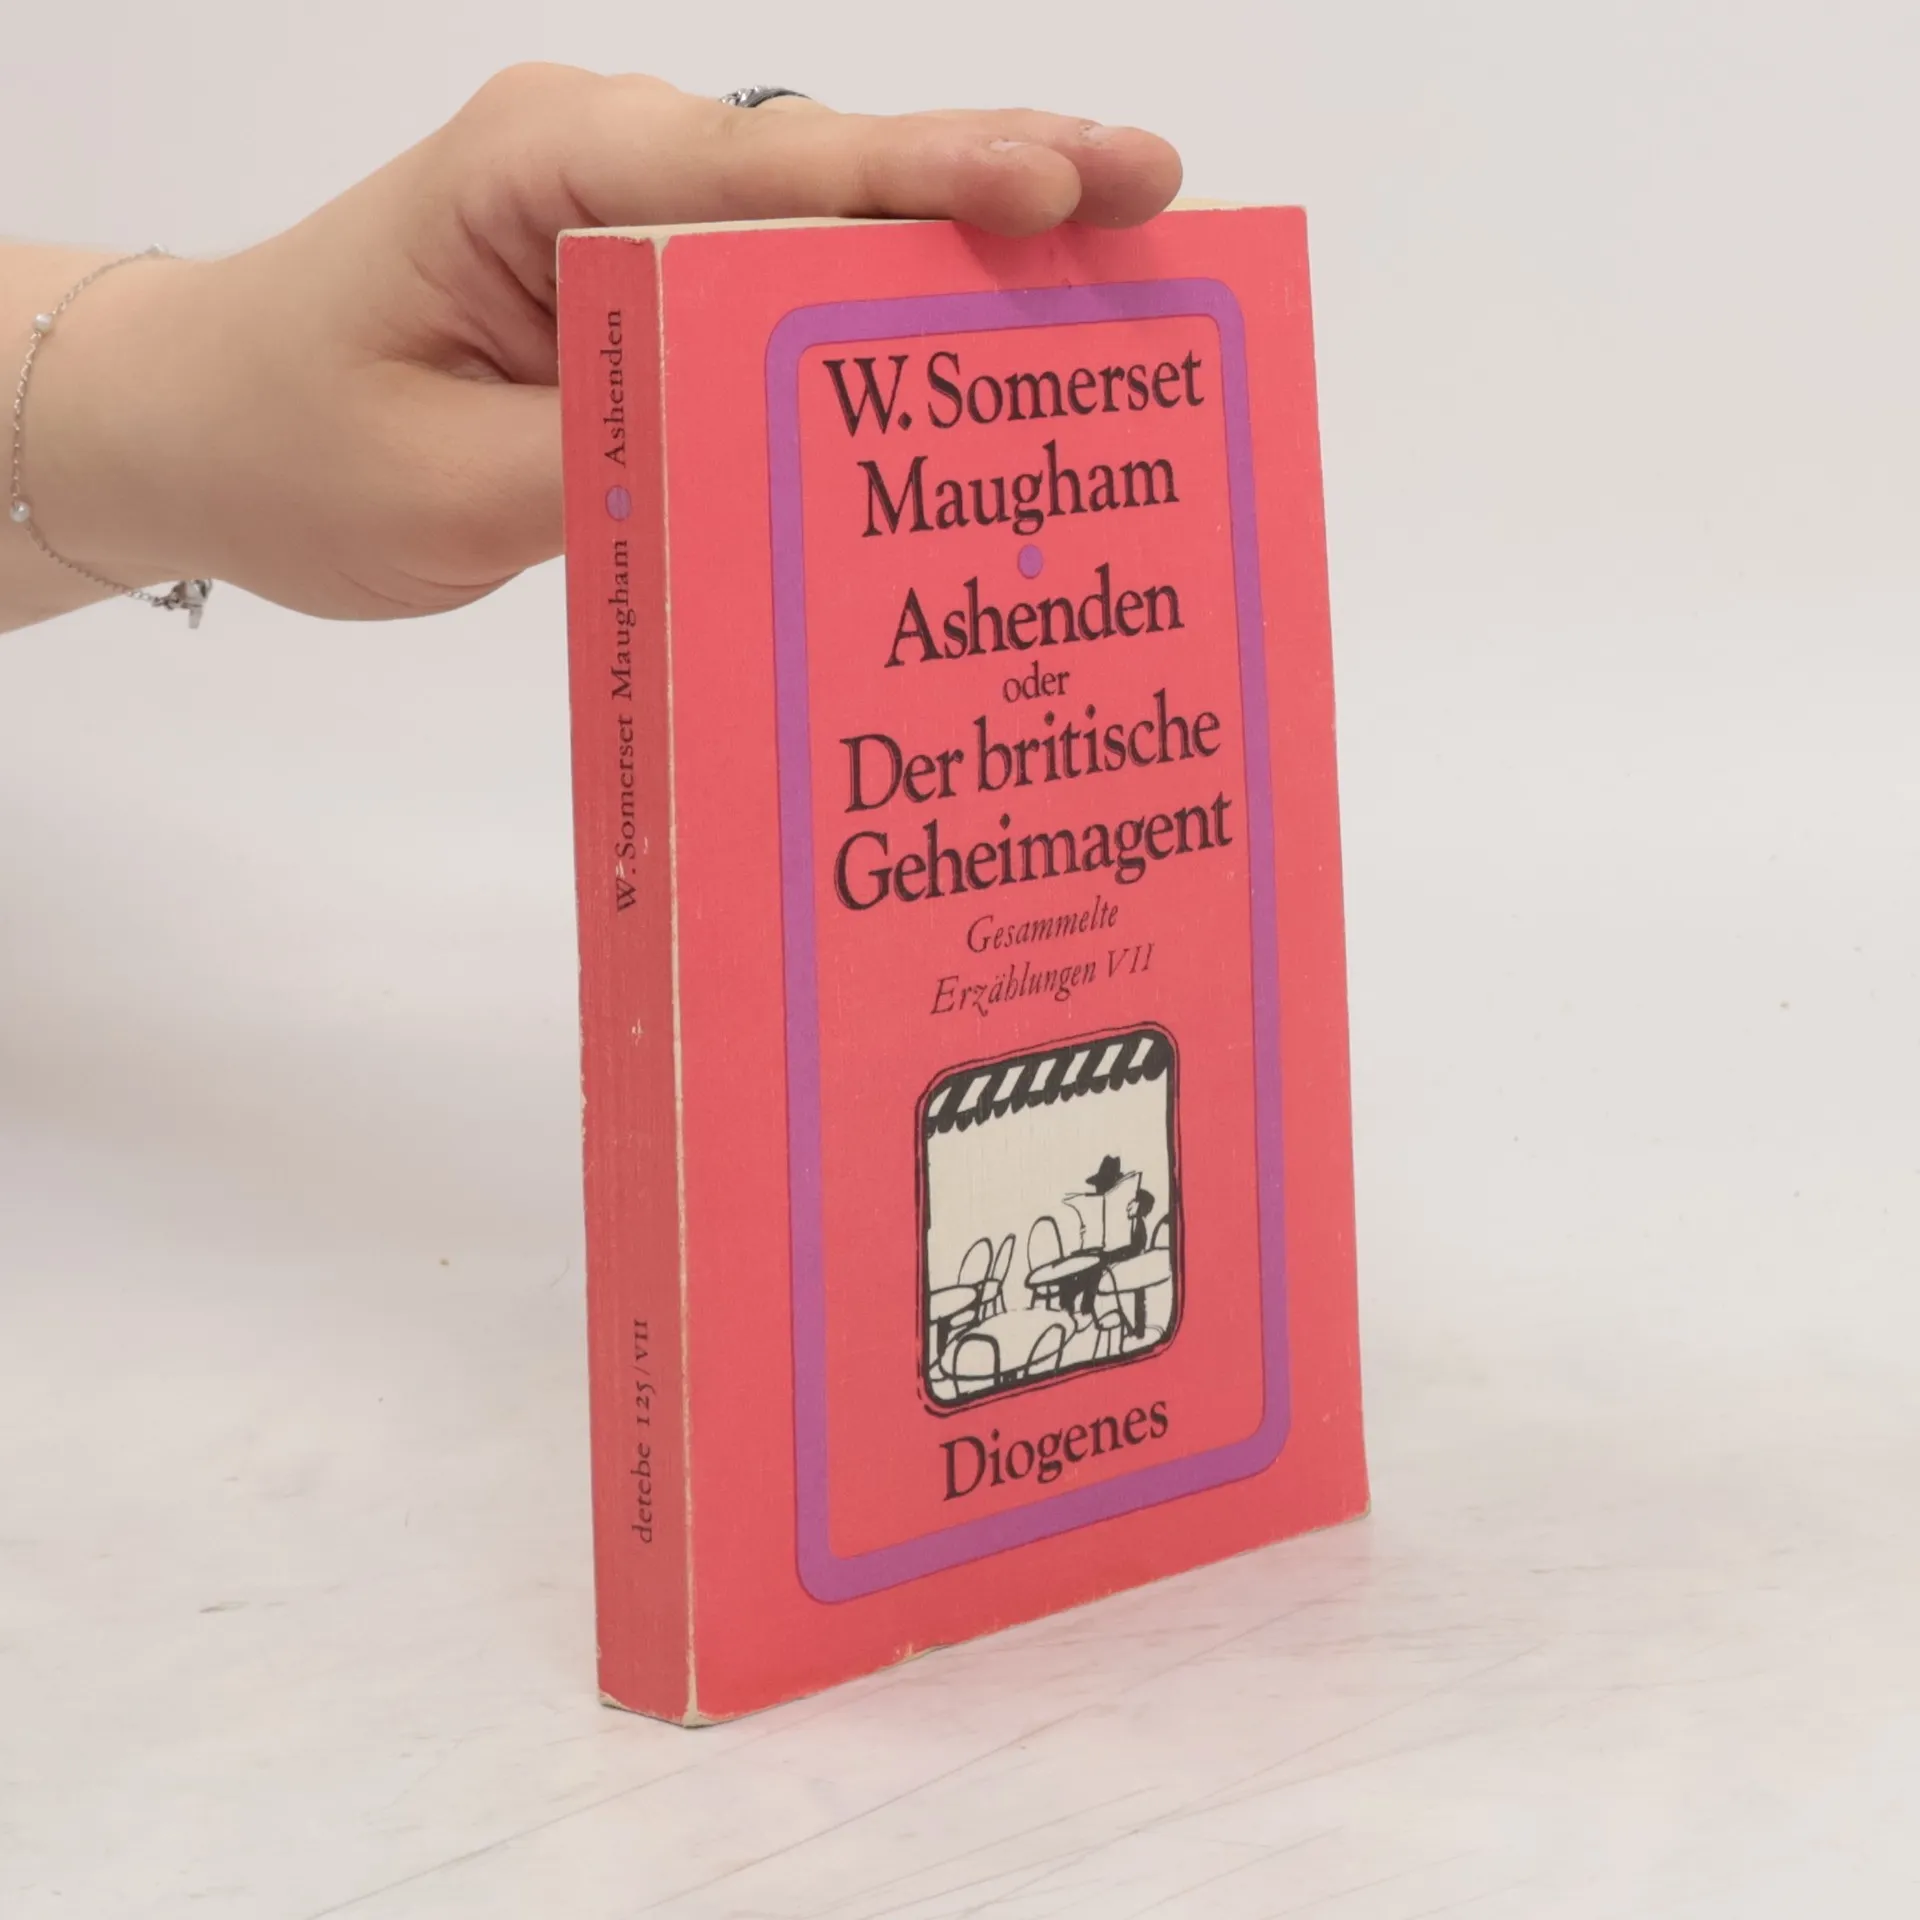 W. Somerset
Maugham
Ashenden
oder
Der britische
Geheimagent
Gesammelte
Erzählungen VII
Diogenes
W. Somerset Maugham ● Ashenden
detebe 125/VII